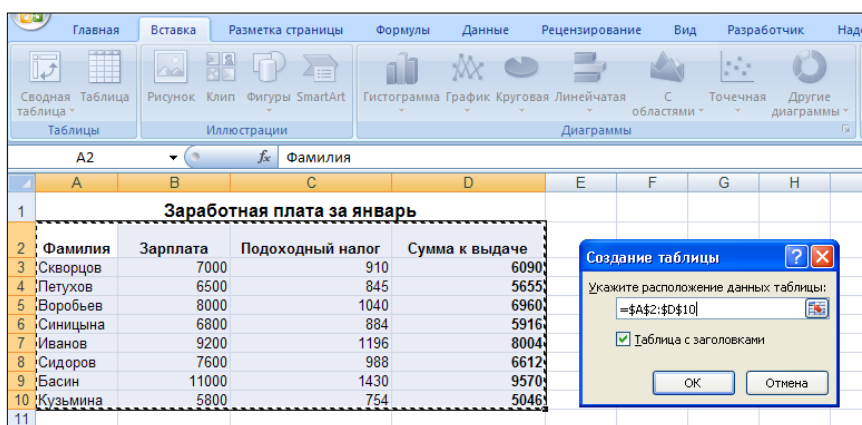 Главная Вставка Разметка страницы Формулы Данные Рецензирование Вид Разработчик Над
Сводная таблица Таблица Рисунок Клип Фигуры SmartArt Гистограмма График Круговая Линейчатая С областями Точечная Другие диаграммы
Таблицы Иллюстрации Диаграммы
A2 fx Фамилия
A B C D E F G H
1 Заработная плата за январь
2 Фамилия Зарплата Подоходный налог Сумма к выдаче
3 Скворцов 7000 910 6090
4 Петухов 6500 845 5655
5 Воробьев 8000 1040 6960
6 Синицына 6800 884 5916
7 Иванов 9200 1196 8004
8 Сидоров 7600 988 6612
9 Басин 11000 1430 9570
10 Кузьмина 5800 754 5046
11
Создание таблицы
Укажите расположение данных таблицы:
=$A$2:$D$10
Таблица с заголовками
ОК Отмена